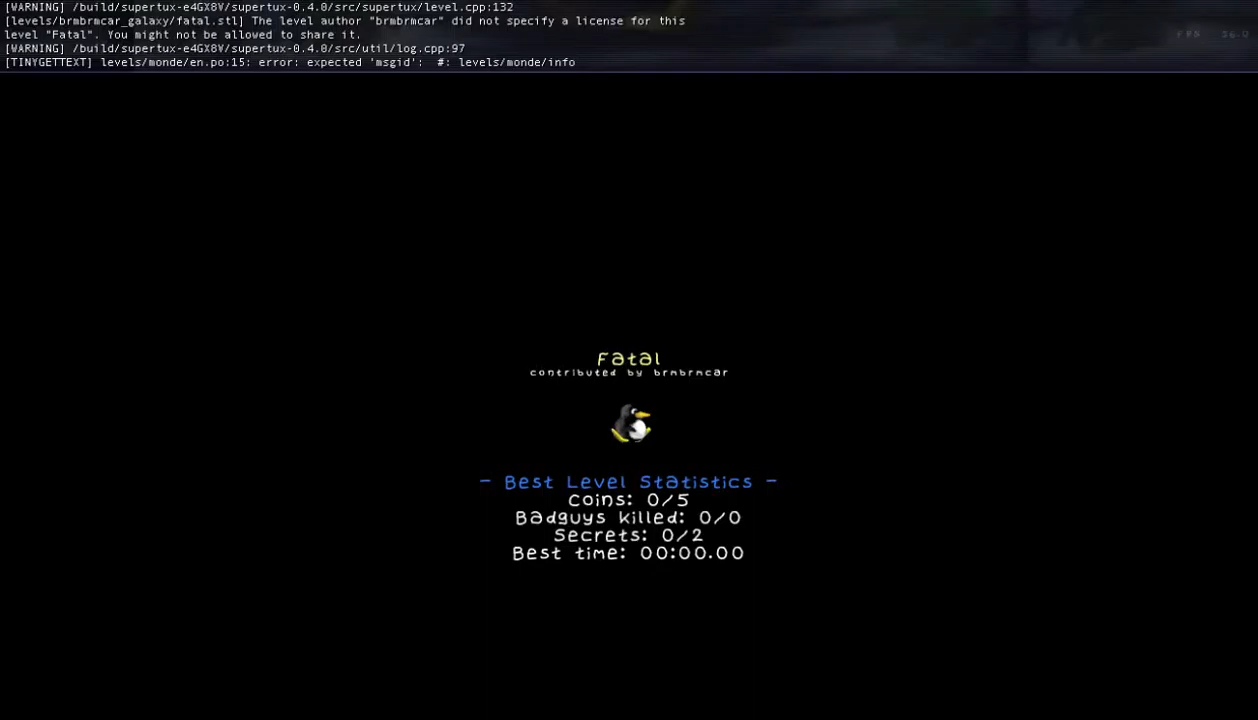 [WARNING] /build/supertux-e4GX8V/supertux-0.4.0/src/supertux/level.cpp:132
[levels/brmbrmcar_galaxy/fatal.stl] The level author "brmbrmcar" did not specify a license for this
level "Fatal". You might not be allowed to share it.
FPS 36.0
[WARNING] /build/supertux-e4GX8V/supertux-0.4.0/src/util/log.cpp:97
[TINYGETTEXT] levels/monde/en.po:15: error: expected 'msgid':  #: levels/monde/info
Fatal
contributed by brmbrmcar
- Best Level Statistics -
Coins: 0/5
Badguys killed: 0/0
Secrets: 0/2
Best time: 00:00.00